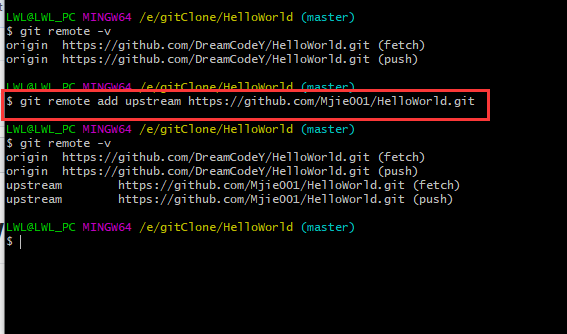 LWL@LWL_PC MINGW64 /e/gitClone/HelloWorld (master)
$ git remote -v
origin  https://github.com/DreamCodeY/HelloWorld.git (fetch)
origin  https://github.com/DreamCodeY/HelloWorld.git (push)
LWL@LWL_PC MINGW64 /e/gitClone/HelloWorld (master)
$ git remote add upstream https://github.com/Mjie001/HelloWorld.git
LWL@LWL_PC MINGW64 /e/gitClone/HelloWorld (master)
$ git remote -v
origin  https://github.com/DreamCodeY/HelloWorld.git (fetch)
origin  https://github.com/DreamCodeY/HelloWorld.git (push)
upstream        https://github.com/Mjie001/HelloWorld.git (fetch)
upstream        https://github.com/Mjie001/HelloWorld.git (push)
LWL@LWL_PC MINGW64 /e/gitClone/HelloWorld (master)
$